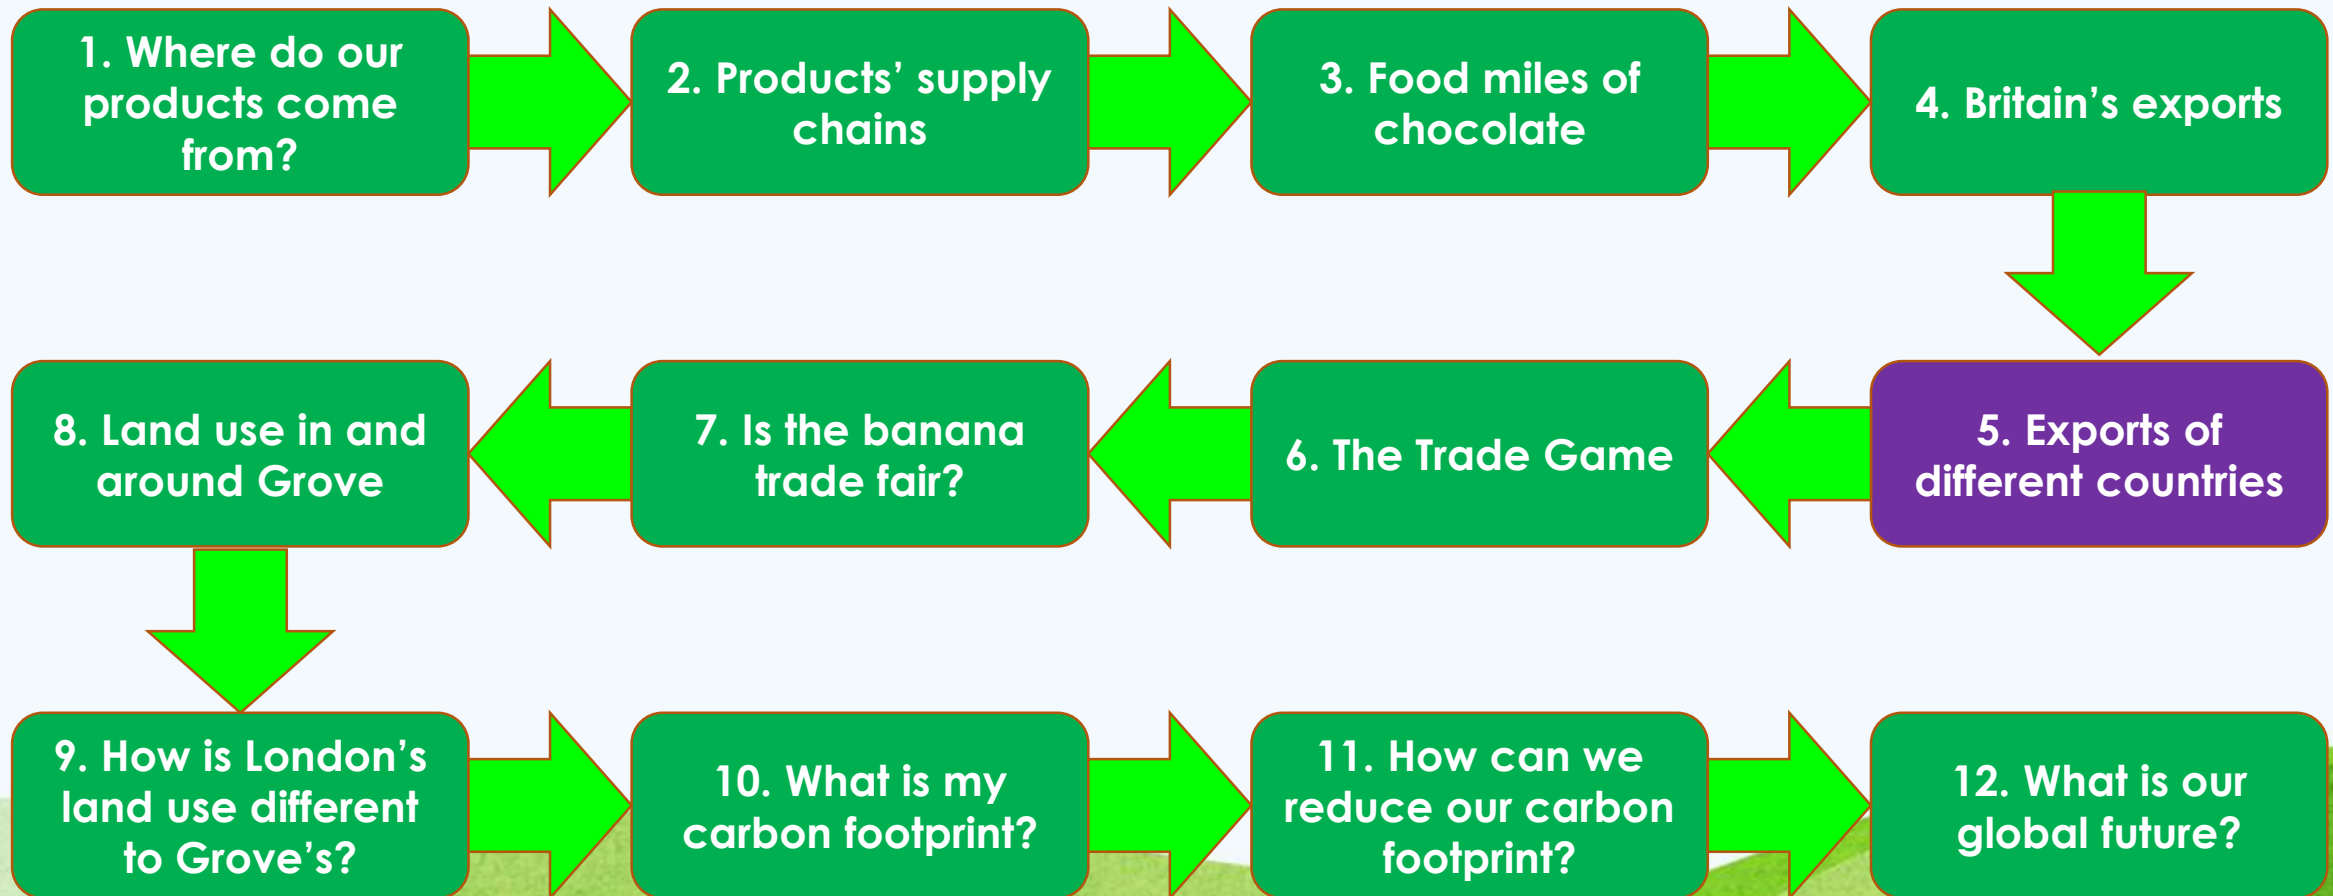 1. Where do our
products come
from?
2. Products’ supply
chains
3. Food miles of
chocolate
4. Britain’s exports
5. Exports of
different countries
6. The Trade Game
7. Is the banana
trade fair?
8. Land use in and
around Grove
9. How is London’s
land use different
to Grove’s?
10. What is my
carbon footprint?
11. How can we
reduce our carbon
footprint?
12. What is our
global future?